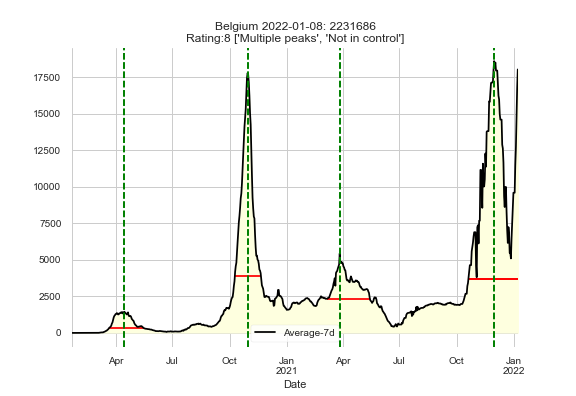 Belgium 2022-01-08: 2231686
Rating:8 ['Multiple peaks', 'Not in control']
17500
15000
12500
10000
7500
5000
2500
0
Average-7d
Apr Jul Oct Jan Apr Jul Oct Jan
2021 2022
Date